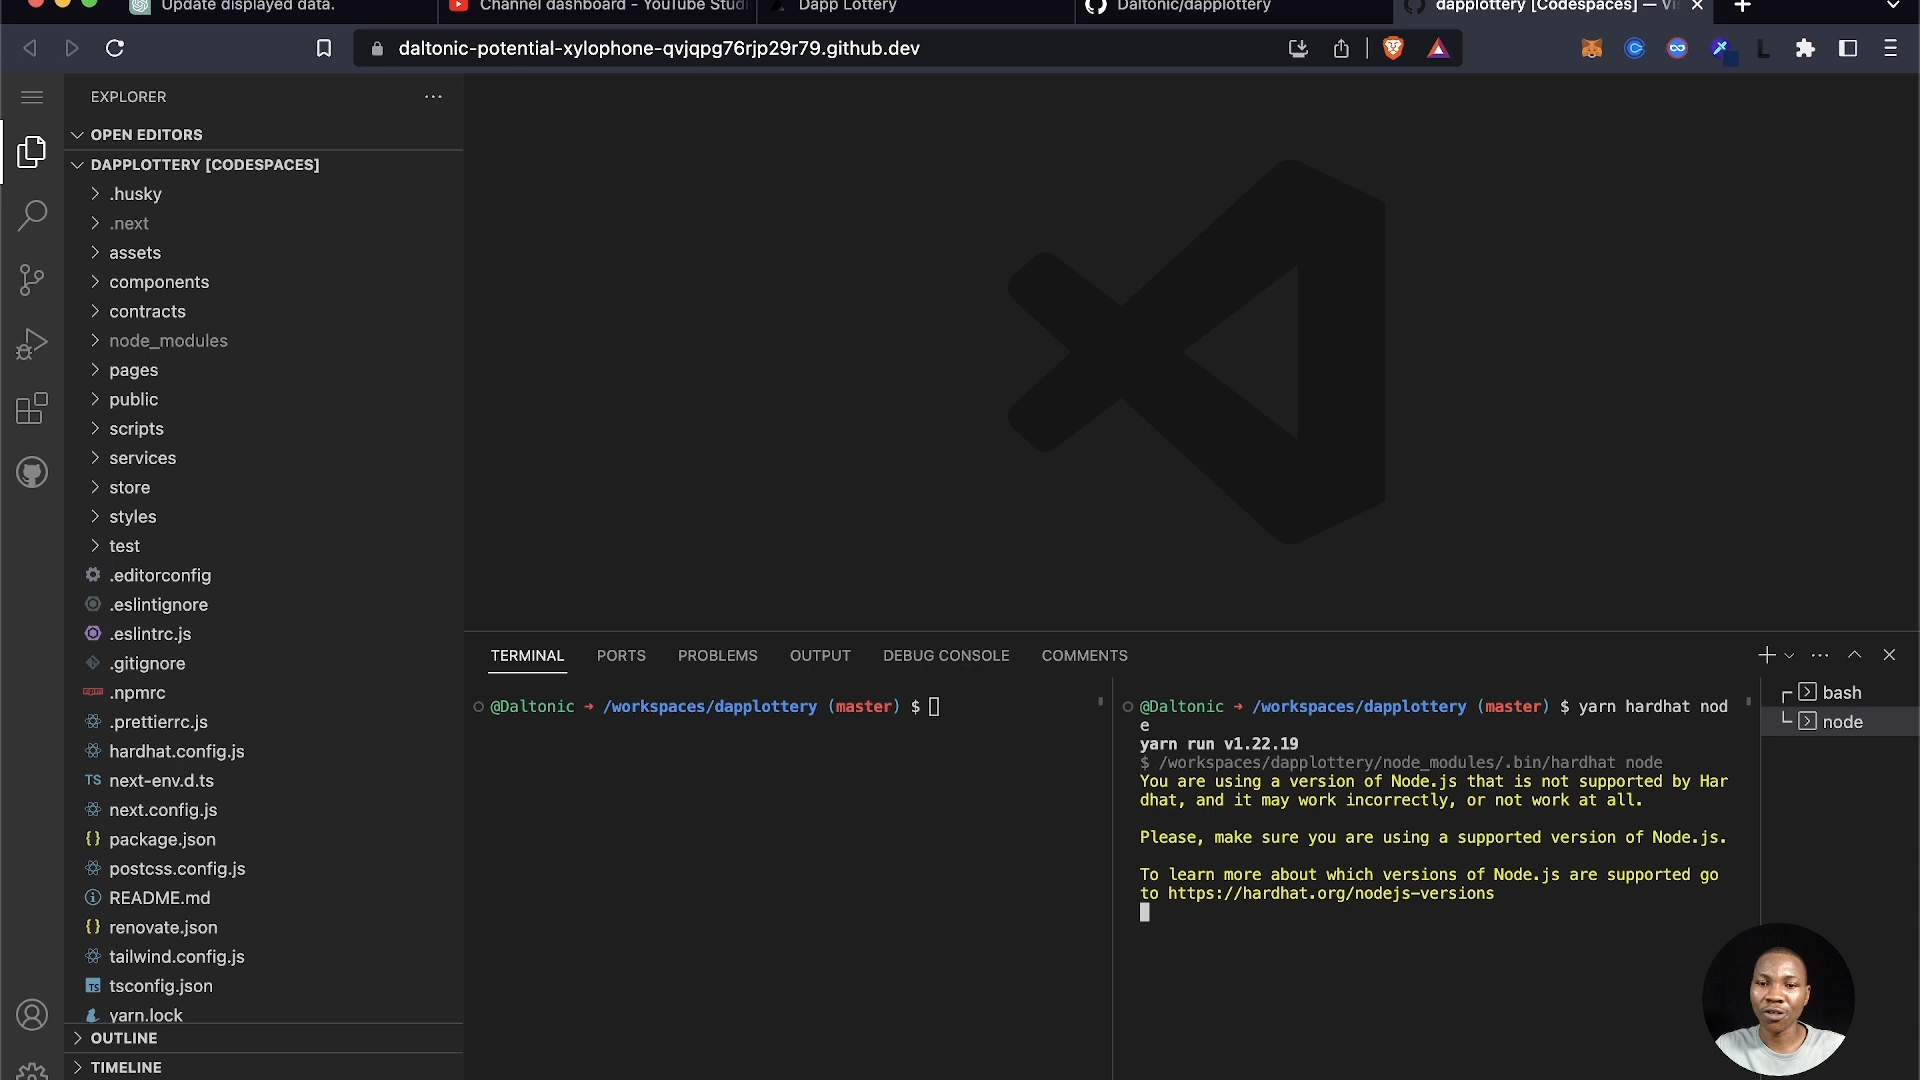 Update displayed data.
Channel dashboard - YouTube Stud
Dapp Lottery
Daltonic/dapplottery
dapplottery [Codespaces] —
daltonic-potential-xylophone-qvjqpg76rjp29r79.github.dev
EXPLORER
OPEN EDITORS
DAPPLOTTERY [CODESPACES]
.husky
.next
assets
components
contracts
node_modules
pages
public
scripts
services
store
styles
test
.editorconfig
.eslintignore
.eslintrc.js
.gitignore
.npmrc
.prettierrc.js
hardhat.config.js
TS next-env.d.ts
next.config.js
{} package.json
postcss.config.js
README.md
{} renovate.json
tailwind.config.js
TS tsconfig.json
yarn.lock
OUTLINE
TIMELINE
TERMINAL
PORTS
PROBLEMS
OUTPUT
DEBUG CONSOLE
COMMENTS
@Daltonic → /workspaces/dapplottery (master) $
@Daltonic → /workspaces/dapplottery (master) $ yarn hardhat nod
e
yarn run v1.22.19
$ /workspaces/dapplottery/node_modules/.bin/hardhat node
You are using a version of Node.js that is not supported by Har
dhat, and it may work incorrectly, or not work at all.
Please, make sure you are using a supported version of Node.js.
To learn more about which versions of Node.js are supported go
to https://hardhat.org/nodejs-versions
bash
node